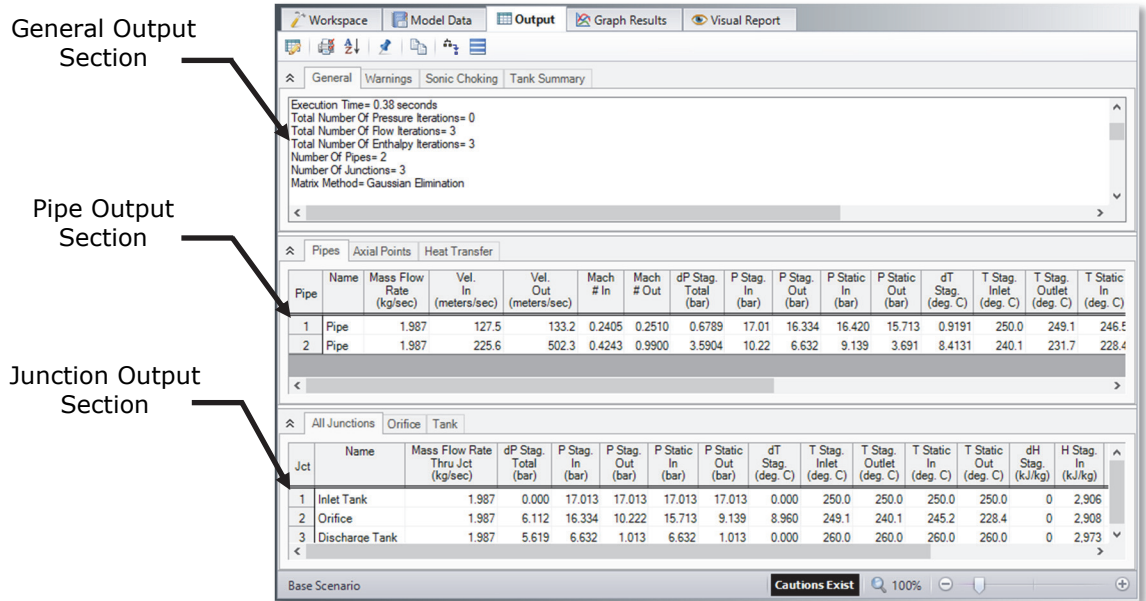 General Output
Section
Pipe Output
Section
Junction Output
Section
Workspace Model Data Output Graph Results Visual Report
General Warnings Sonic Choking Tank Summary
Execution Time= 0.38 seconds
Total Number Of Pressure Iterations= 0
Total Number Of Flow Iterations= 3
Total Number Of Enthalpy Iterations= 3
Number Of Pipes= 2
Number Of Junctions= 3
Matrix Method= Gaussian Elimination
Pipes Axial Points Heat Transfer
Pipe Name Mass Flow Rate (kg/sec) Vel. In (meters/sec) Vel. Out (meters/sec) Mach # In Mach # Out dP Stag. Total (bar) P Stag. In (bar) P Stag. Out (bar) P Static In (bar) P Static Out (bar) dT Stag. (deg. C) T Stag. Inlet (deg. C) T Stag. Outlet (deg. C) T Static In (deg. C)
1 Pipe 1.987 127.5 133.2 0.2405 0.2510 0.6789 17.01 16.334 16.420 15.713 0.9191 250.0 249.1 246.5
2 Pipe 1.987 225.6 502.3 0.4243 0.9900 3.5904 10.22 6.632 9.139 3.691 8.4131 240.1 231.7 228.4
All Junctions Orifice Tank
Jct Name Mass Flow Rate Thru Jct (kg/sec) dP Stag. Total (bar) P Stag. In (bar) P Stag. Out (bar) P Static In (bar) P Static Out (bar) dT Stag. (deg. C) T Stag. Inlet (deg. C) T Stag. Outlet (deg. C) T Static In (deg. C) T Static Out (deg. C) dH Stag. (kJ/kg) H Stag. In (kJ/kg)
1 Inlet Tank 1.987 0.000 17.013 17.013 17.013 17.013 0.000 250.0 250.0 250.0 250.0 0 2,906
2 Orifice 1.987 6.112 16.334 10.222 15.713 9.139 8.960 249.1 240.1 245.2 228.4 0 2,908
3 Discharge Tank 1.987 5.619 6.632 1.013 6.632 1.013 0.000 260.0 260.0 260.0 260.0 0 2,973
Base Scenario Cautions Exist 100%